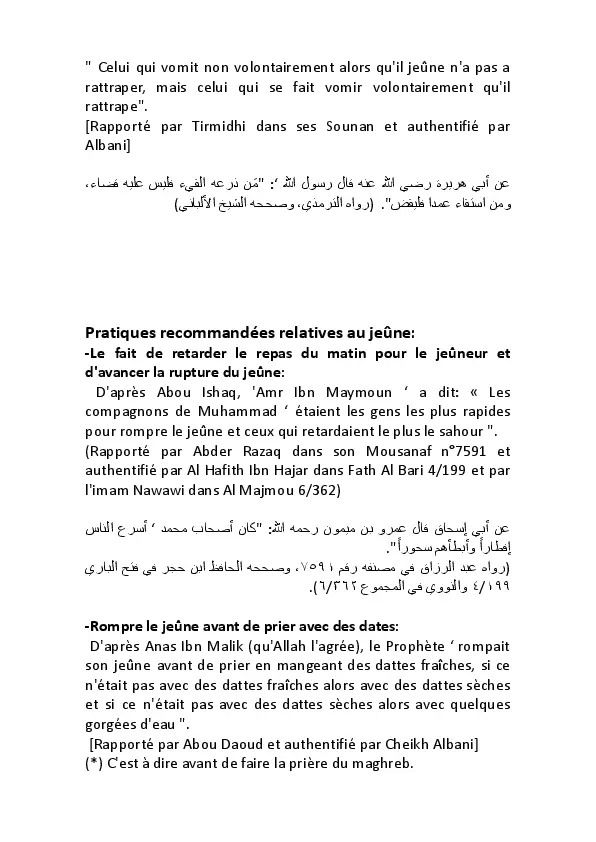 " Celui qui vomit non volontairement alors qu'il jeûne n'a pas a
rattraper, mais celui qui se fait vomir volontairement qu'il
rattrape".
[Rapporté par Tirmidhi dans ses Sounan et authentifié par
Albani]
عن أبي هريرة رضي الله عنه قال رسول الله ‘: "مَن ذرعه القيء فليس عليه قضاء،
ومن استقاء عمدا فليقض". (رواه الترمذي، وصححه الشيخ الألباني)
Pratiques recommandées relatives au jeûne:
-Le fait de retarder le repas du matin pour le jeûneur et
d'avancer la rupture du jeûne:
D'après Abou Ishaq, 'Amr Ibn Maymoun ‘ a dit: « Les
compagnons de Muhammad ‘ étaient les gens les plus rapides
pour rompre le jeûne et ceux qui retardaient le plus le sahour ".
(Rapporté par Abder Razaq dans son Mousanaf n°7591 et
authentifié par Al Hafith Ibn Hajar dans Fath Al Bari 4/199 et par
l'imam Nawawi dans Al Majmou 6/362)
عن أبي إسحاق قال عمرو بن ميمون رحمه الله: "كان أصحاب محمد ‘ أسرع الناس
إفطاراً وأبطأهم سحوراً".
(رواه عبد الرزاق في مصنفه رقم ٧٥٩١، وصححه الحافظ ابن حجر في فتح الباري
٤/١٩٩ والنووي في المجموع ٦/٣٦٢).
-Rompre le jeûne avant de prier avec des dates:
D'après Anas Ibn Malik (qu'Allah l'agrée), le Prophète ‘ rompait
son jeûne avant de prier en mangeant des dattes fraîches, si ce
n'était pas avec des dattes fraîches alors avec des dattes sèches
et si ce n'était pas avec des dattes sèches alors avec quelques
gorgées d'eau ".
[Rapporté par Abou Daoud et authentifié par Cheikh Albani]
(*) C'est à dire avant de faire la prière du maghreb.